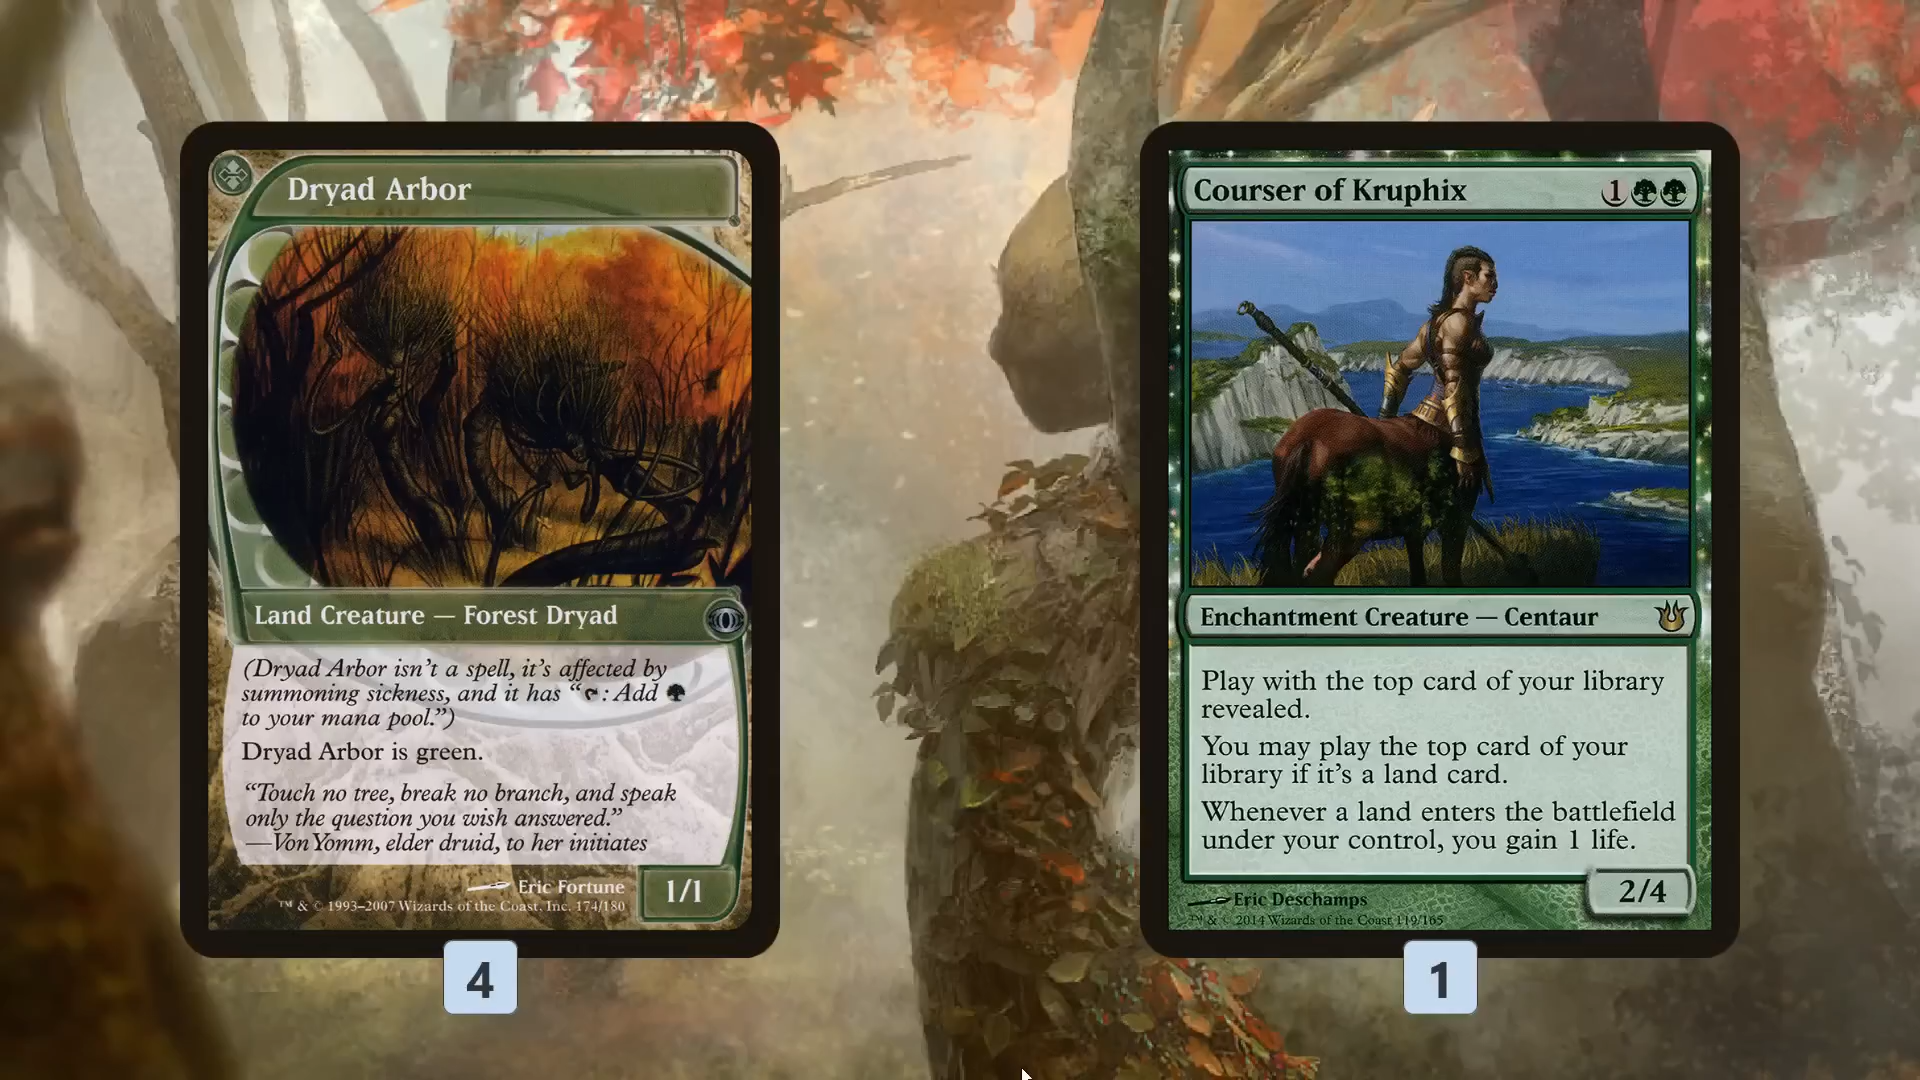 Dryad Arbor
Land Creature — Forest Dryad
(Dryad Arbor isn't a spell, it's affected by
summoning sickness, and it has “ : Add
to your mana pool.”)
Dryad Arbor is green.
“Touch no tree, break no branch, and speak
only the question you wish answered.”
—Von Yomm, elder druid, to her initiates
Eric Fortune
™ & © 1993–2007 Wizards of the Coast, Inc. 174/180
1/1
4
Courser of Kruphix
1
Enchantment Creature — Centaur
Play with the top card of your library
revealed.
You may play the top card of your
library if it's a land card.
Whenever a land enters the battlefield
under your control, you gain 1 life.
2/4
Eric Deschamps
™ & © 2014 Wizards of the Coast 119/165
1